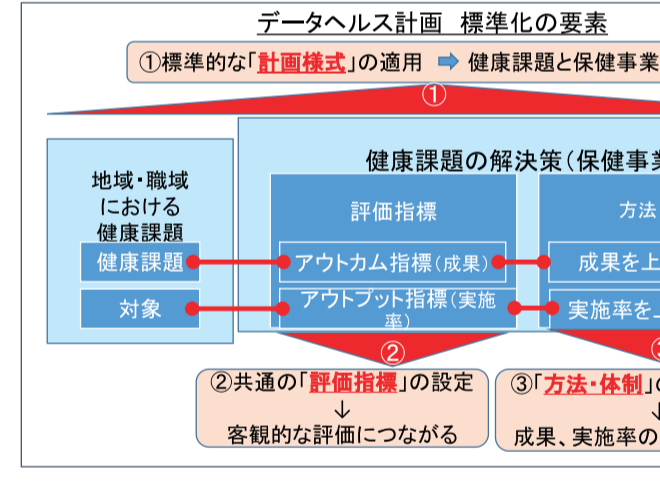 データヘルス計画 標準化の要素
①標準的な「計画様式」の適用 ➡ 健康課題と保健事業
①
地域・職域
における
健康課題
健康課題
対象
健康課題の解決策（保健事
評価指標
方法
アウトカム指標（成果）
成果を上
アウトプット指標（実施
率）
実施率を
②
②共通の「評価指標」の設定
↓
客観的な評価につながる
③「方法・体制」
成果、実施率の